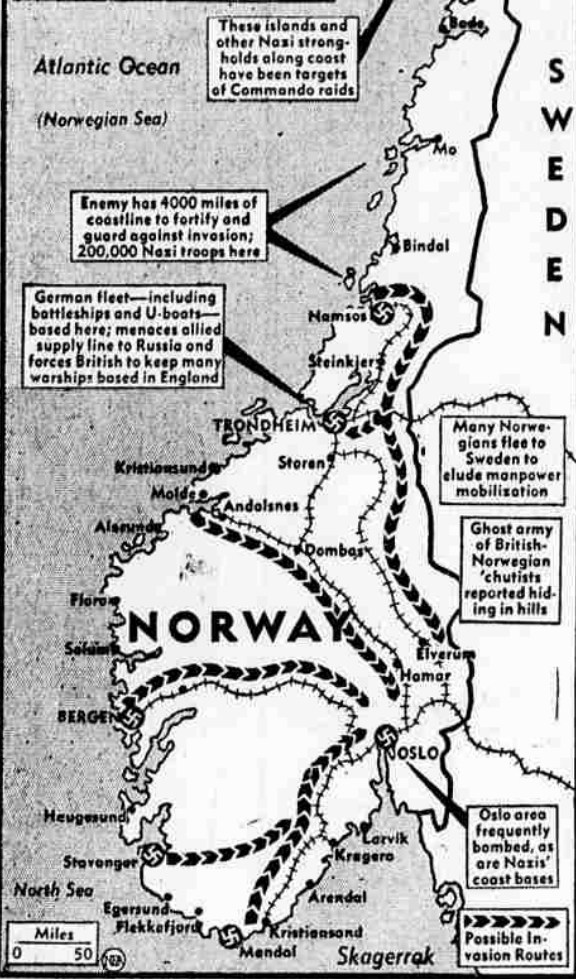 These islands and
other Nazi strong-
holds along coast
have been targets
of Commando raids
Bodo
Atlantic Ocean
(Norwegian Sea)
SWEDEN
Mo
Enemy has 4000 miles of
coastline to fortify and
guard against invasion;
200,000 Nazi troops here
Bindal
German fleet—including
battleships and U-boats—
based here; menaces allied
supply line to Russia and
forces British to keep many
warships based in England
Namsos
Steinkjer
TRONDHEIM
Many Norwe-
gians flee to
Sweden to
elude manpower
mobilization
Kristiansund
Storen
Molde
Andalsnes
Alesund
Dombas
Ghost army
of British-
Norwegian
'chutists
reported hid-
ing in hills
Floro
NORWAY
Elverum
Hamar
BERGEN
OSLO
Haugesund
Oslo area
frequently
bombed, as
are Nazis'
coast bases
Larvik
Kragero
Stavanger
North Sea
Arendal
Egersund
Flekkefjord
Kristiansand
Mandal
Skagerrak
Miles
0 50
NEA
Possible In-
vasion Routes